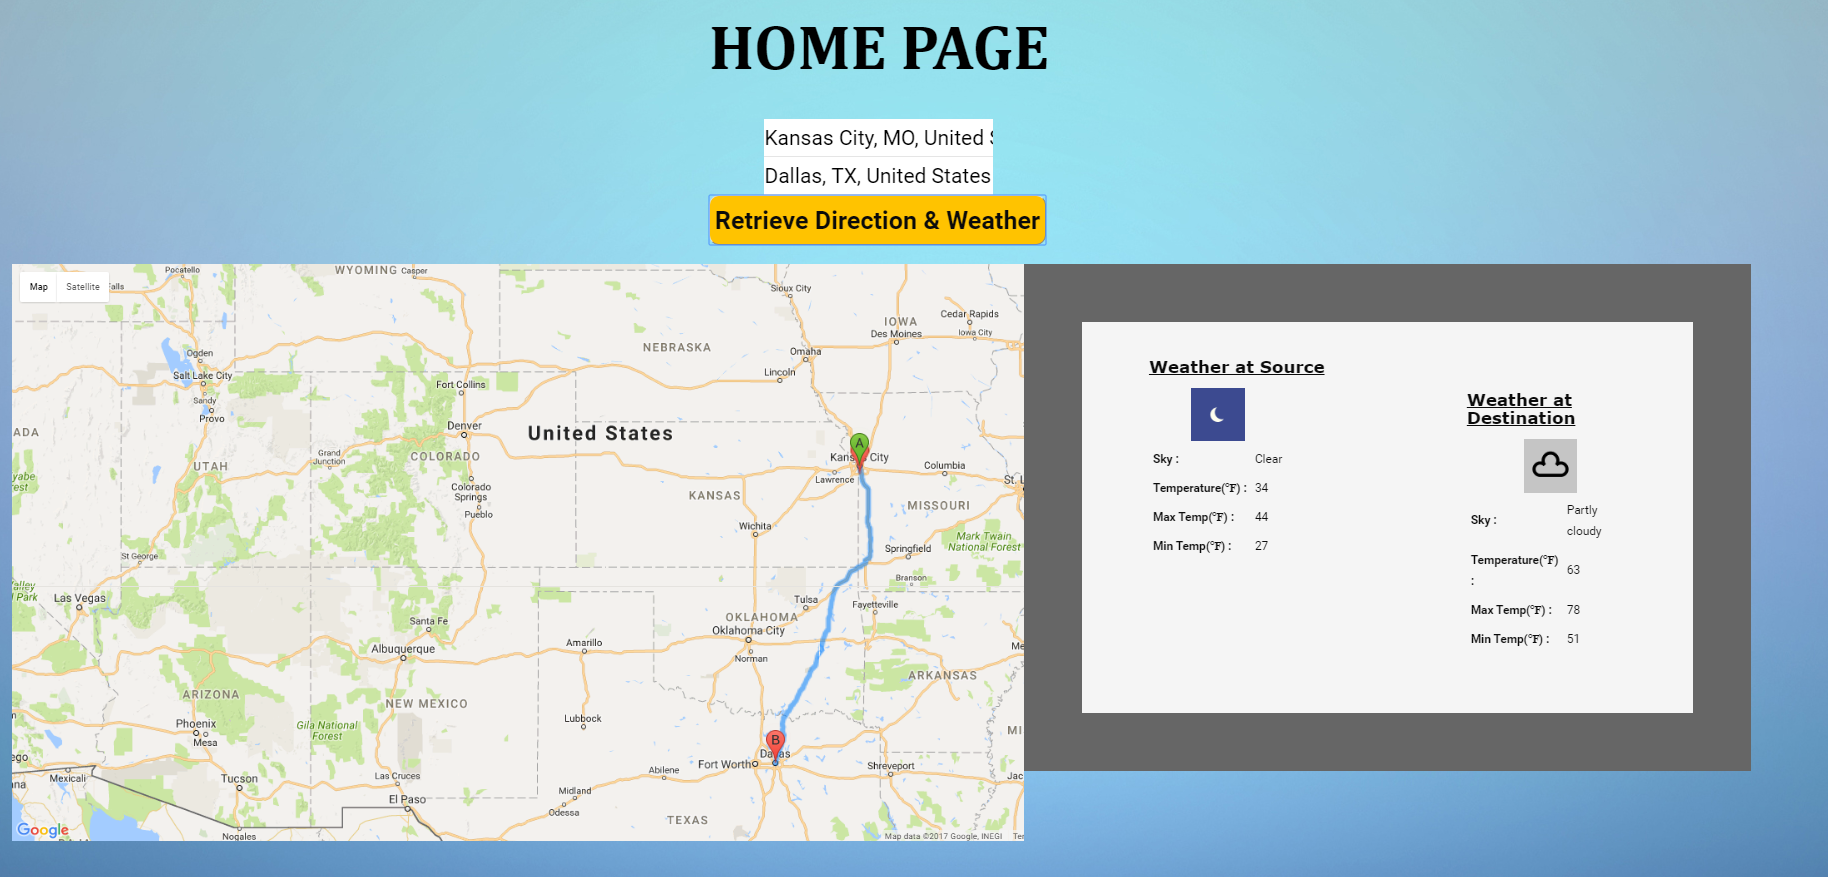 HOME PAGE
Kansas City, MO, United
Dallas, TX, United States
Retrieve Direction & Weather
Map
Satellite
Falls
Pocatello
WYOMING
Casper
Sioux City
IOWA
Cedar Rapids
Des Moines
Iowa City
NEBRASKA
Omaha
Ogden
Salt Lake City
Lincoln
Fort Collins
Sandy
Provo
Denver
United States
ADA
A
Kansas City
Columbia
Grand
Junction
COLORADO
UTAH
Lawrence
St. L
Colorado
Springs
KANSAS
MISSOURI
Pueblo
Wichita
Mark Twain
National Forest
Springfield
St George
Branson
Las Vegas
Tulsa
Fayetteville
Santa Fe
OKLAHOMA
Oklahoma City
Amarillo
Albuquerque
Norman
Me
ARKANSAS
ARIZONA
NEW MEXICO
Phoenix
Mesa
Gila National
Forest
Lubbock
MI
B
Dallas
Fort Worth
Abilene
Shreveport
Jac
Mexicali
Tucson
Las Cruces
Midland
Odessa
El Paso
TEXAS
Google
Nogales
Map data ©2017 Google, INEGI
Ter
Weather at Source
Sky : Clear
Temperature(°F) : 34
Max Temp(°F) : 44
Min Temp(°F) : 27
Weather at
Destination
Sky : Partly
cloudy
Temperature(°F)
: 63
Max Temp(°F) : 78
Min Temp(°F) : 51